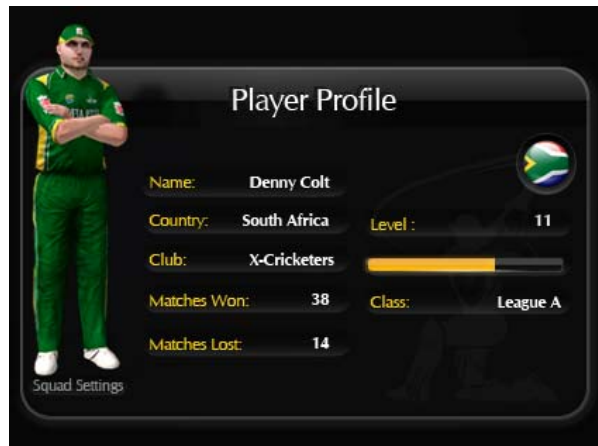 Player Profile
Name: Denny Colt
Country: South Africa
Level : 11
Club: X-Cricketers
Matches Won: 38
Class: League A
Matches Lost: 14
Squad Settings